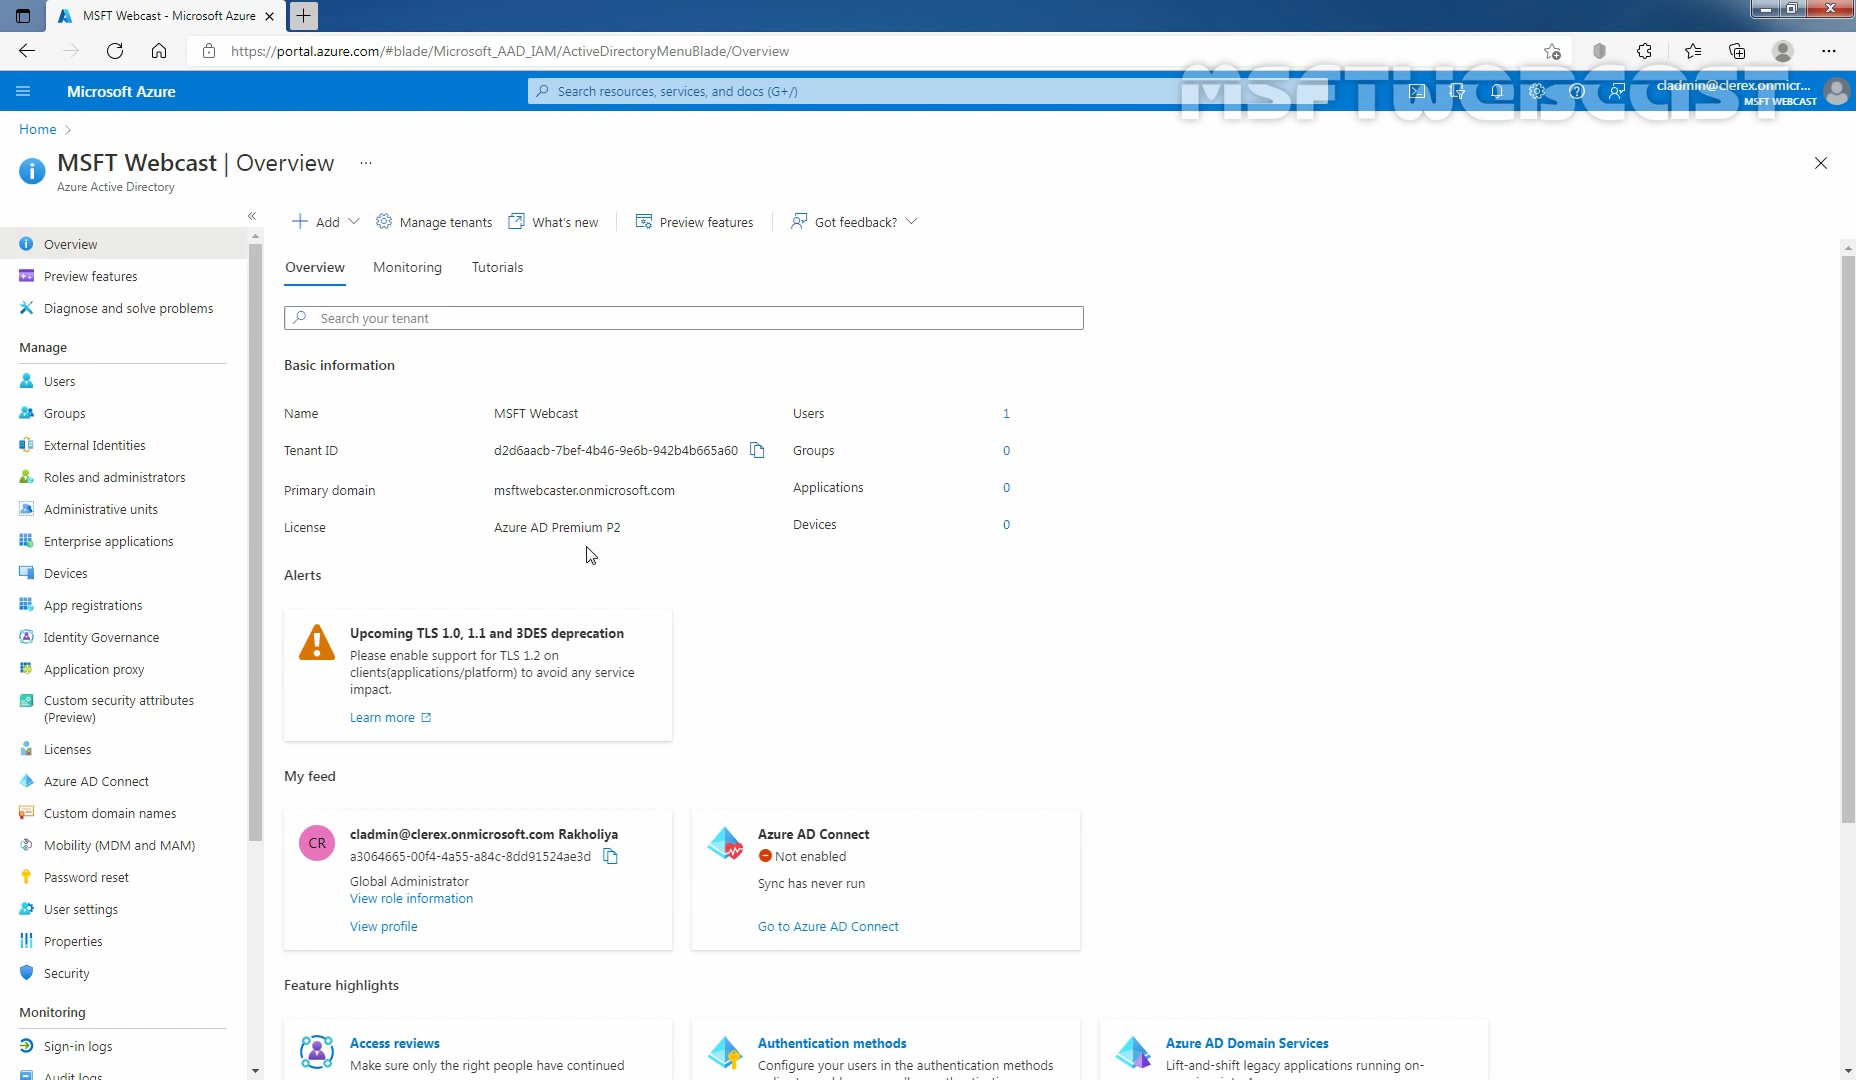 MSFT Webcast - Microsoft Azure
https://portal.azure.com/#blade/Microsoft_AAD_IAM/ActiveDirectoryMenuBlade/Overview
MSFTWEBCAST
Microsoft Azure
Search resources, services, and docs (G+/)
cladmin@clerex.onmicr...
MSFT WEBCAST
Home
MSFT Webcast | Overview ...
Azure Active Directory
Add
Manage tenants
What's new
Preview features
Got feedback?
Overview
Preview features
Diagnose and solve problems
Manage
Users
Groups
External Identities
Roles and administrators
Administrative units
Enterprise applications
Devices
App registrations
Identity Governance
Application proxy
Custom security attributes
(Preview)
Licenses
Azure AD Connect
Custom domain names
Mobility (MDM and MAM)
Password reset
User settings
Properties
Security
Monitoring
Sign-in logs
Audit logs
Overview Monitoring Tutorials
Search your tenant
Basic information
Name MSFT Webcast Users 1
Tenant ID d2d6aacb-7bef-4b46-9e6b-942b4b665a60 Groups 0
Primary domain msftwebcaster.onmicrosoft.com Applications 0
License Azure AD Premium P2 Devices 0
Alerts
Upcoming TLS 1.0, 1.1 and 3DES deprecation
Please enable support for TLS 1.2 on
clients(applications/platform) to avoid any service
impact.
Learn more
My feed
CR
cladmin@clerex.onmicrosoft.com Rakholiya
a3064665-00f4-4a55-a84c-8dd91524ae3d
Global Administrator
View role information
View profile
Azure AD Connect
Not enabled
Sync has never run
Go to Azure AD Connect
Feature highlights
Access reviews
Make sure only the right people have continued
Authentication methods
Configure your users in the authentication methods
Azure AD Domain Services
Lift-and-shift legacy applications running on-